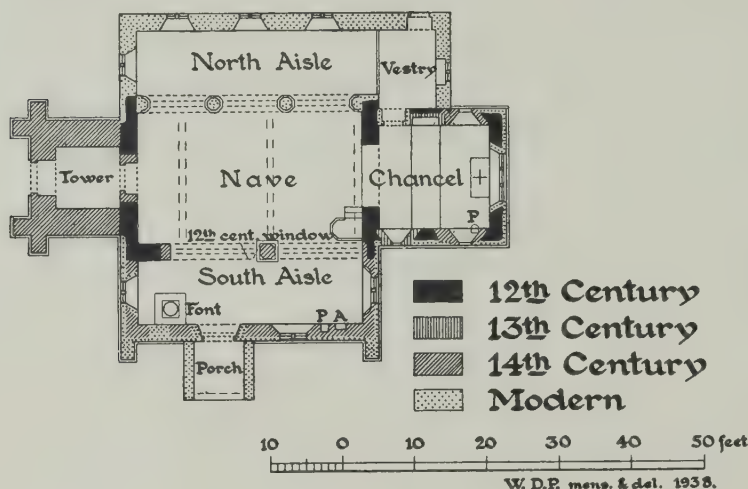 North Aisle
Vestry
Tower
Nave
Chancel
P
12th cent. window
South Aisle
Font
P A
Porch
12th Century
13th Century
14th Century
Modern
10 0 10 20 30 40 50 feet
W. D. P. mens. & del. 1938.